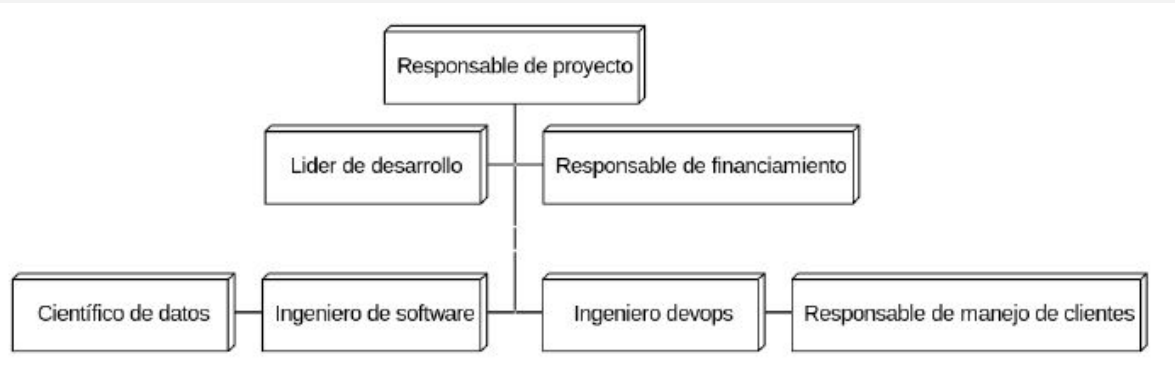 Responsable de proyecto
Lider de desarrollo
Responsable de financiamiento
Científico de datos
Ingeniero de software
Ingeniero devops
Responsable de manejo de clientes